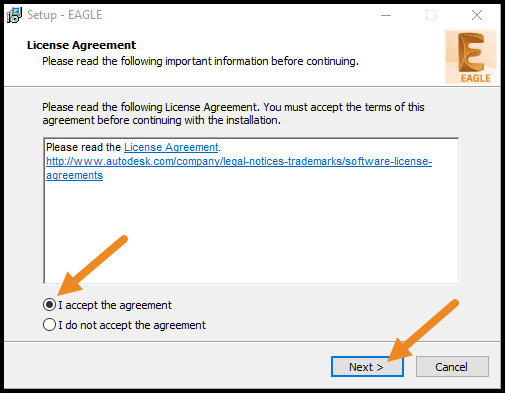 Setup - EAGLE
License Agreement
Please read the following important information before continuing.
EAGLE
Please read the following License Agreement. You must accept the terms of this
agreement before continuing with the installation.
Please read the License Agreement.
http://www.autodesk.com/company/legal-notices-trademarks/software-license-
agreements
I accept the agreement
I do not accept the agreement
Next >
Cancel